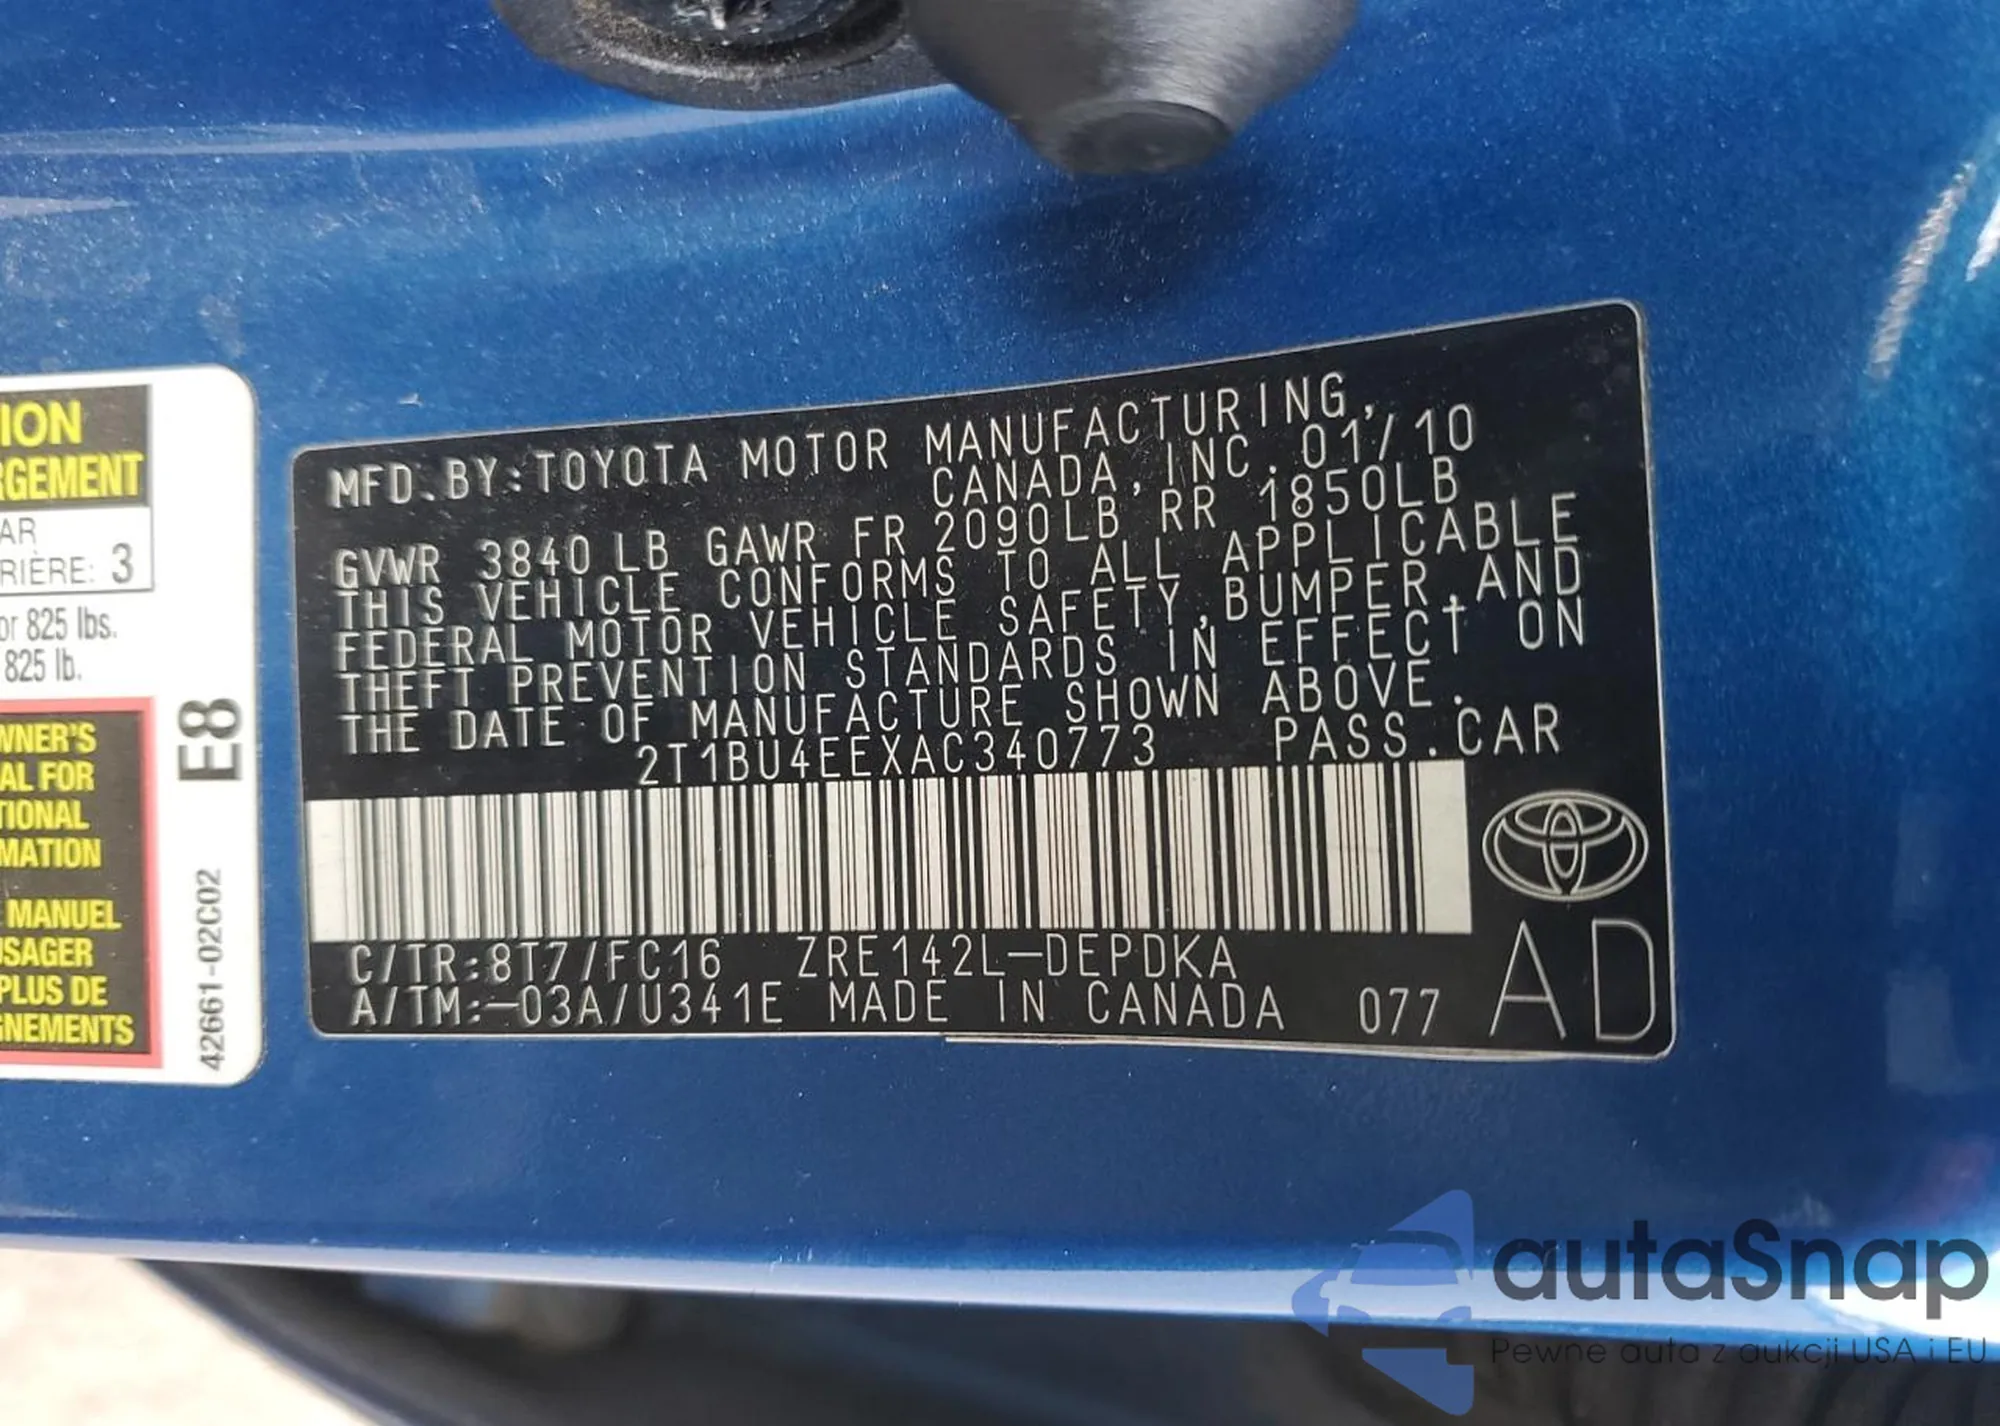 ION
RGEMENT
AR
RIÈRE: 3
or 825 lbs.
825 lb.
WNER'S
AL FOR
TIONAL
MATION
MANUEL
USAGER
PLUS DE
GNEMENTS
E8
42661-02C02
MFD. BY: TOYOTA MOTOR MANUFACTURING,
CANADA, INC. 01/10
GVWR 3840 LB GAWR FR 2090LB RR 1850LB
THIS VEHICLE CONFORMS TO ALL APPLICABLE
FEDERAL MOTOR VEHICLE SAFETY, BUMPER, AND
THEFT PREVENTION STANDARDS IN EFFECT ON
THE DATE OF MANUFACTURE SHOWN ABOVE.
2T1BU4EEXAC340773 PASS. CAR
C/TR: 8T7/FC16 ZRE142L-DEPDKA
A/TM: -03A/U341E MADE IN CANADA 077
AD
autaSnap
Pewne auta z aukcji USA i EU